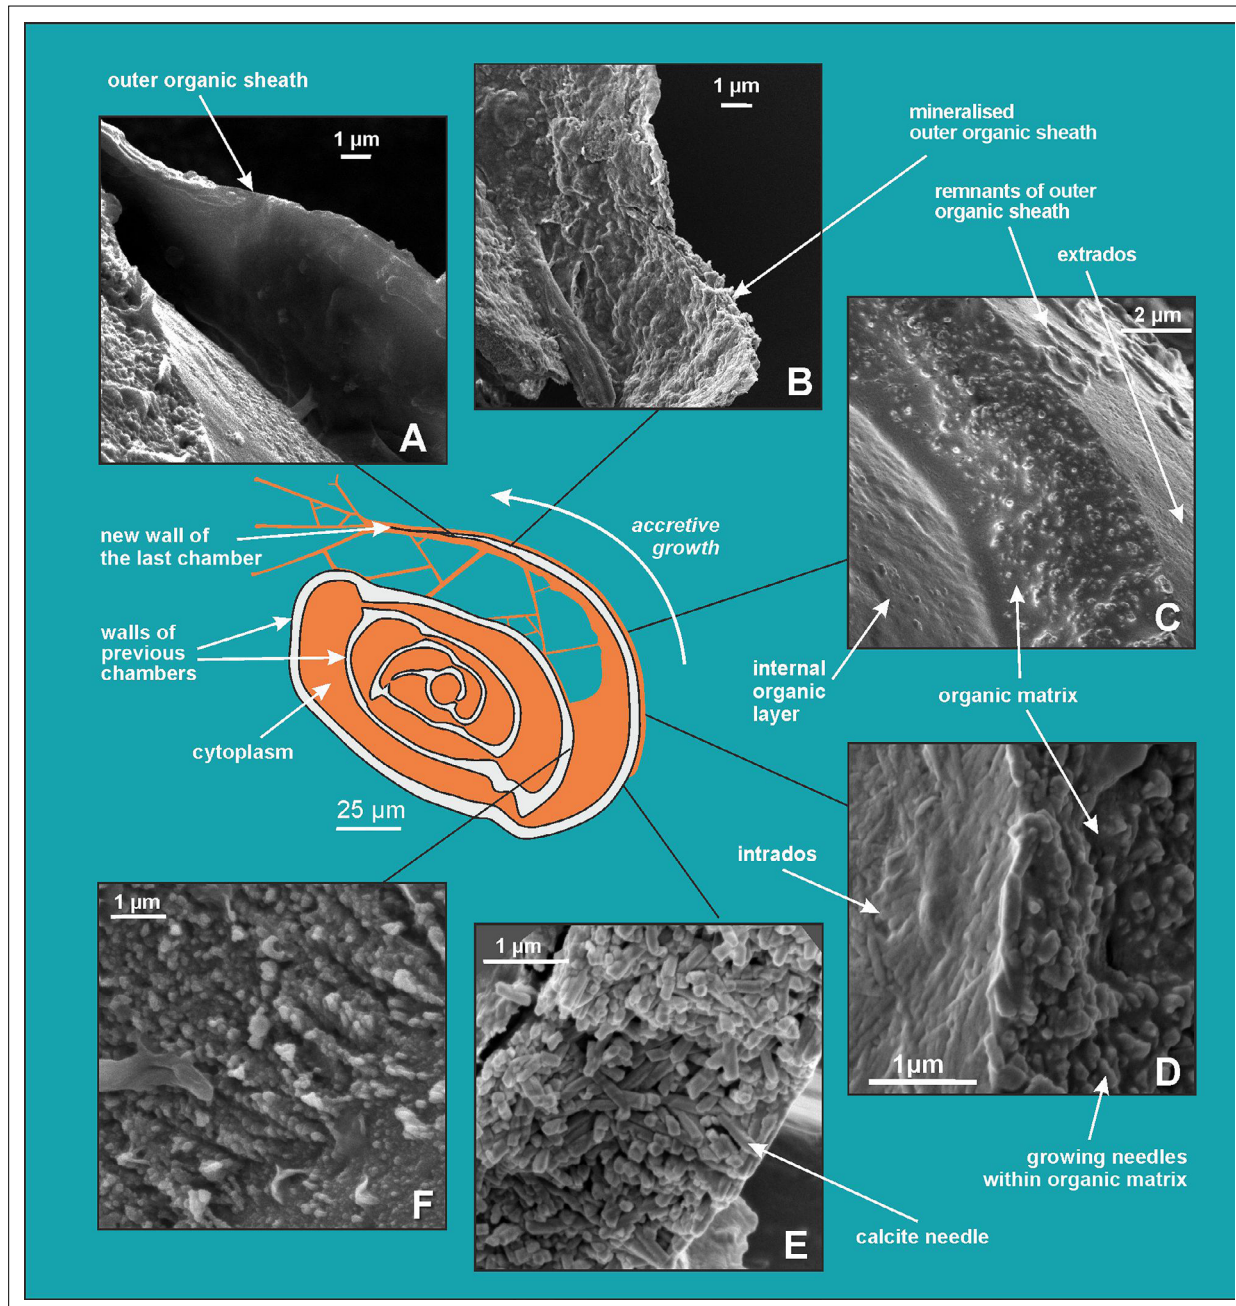 outer organic sheath
1 µm
A
1 µm
B
mineralised
outer organic sheath
remnants of outer
organic sheath
extrados
2 µm
C
new wall of
the last chamber
accretive
growth
walls of
previous
chambers
cytoplasm
25 µm
internal
organic
layer
organic matrix
intrados
1µm
D
growing needles
within organic matrix
1 µm
F
1 µm
E
calcite needle